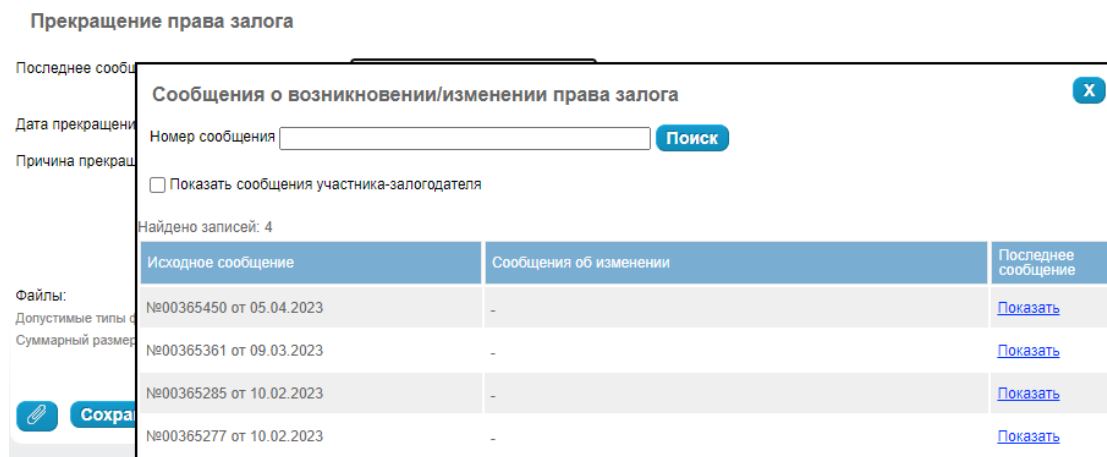 Прекращение права залога
Последнее сообщ
Сообщения о возникновении/изменении права залога
X
Дата прекращени
Номер сообщения
Поиск
Причина прекращ
Показать сообщения участника-залогодателя
Найдено записей: 4
Исходное сообщение
Сообщения об изменении
Последнее
сообщение
Файлы:
Допустимые типы ф
Суммарный размер
№00365450 от 05.04.2023
-
Показать
№00365361 от 09.03.2023
-
Показать
№00365285 от 10.02.2023
-
Показать
Сохра
№00365277 от 10.02.2023
-
Показать